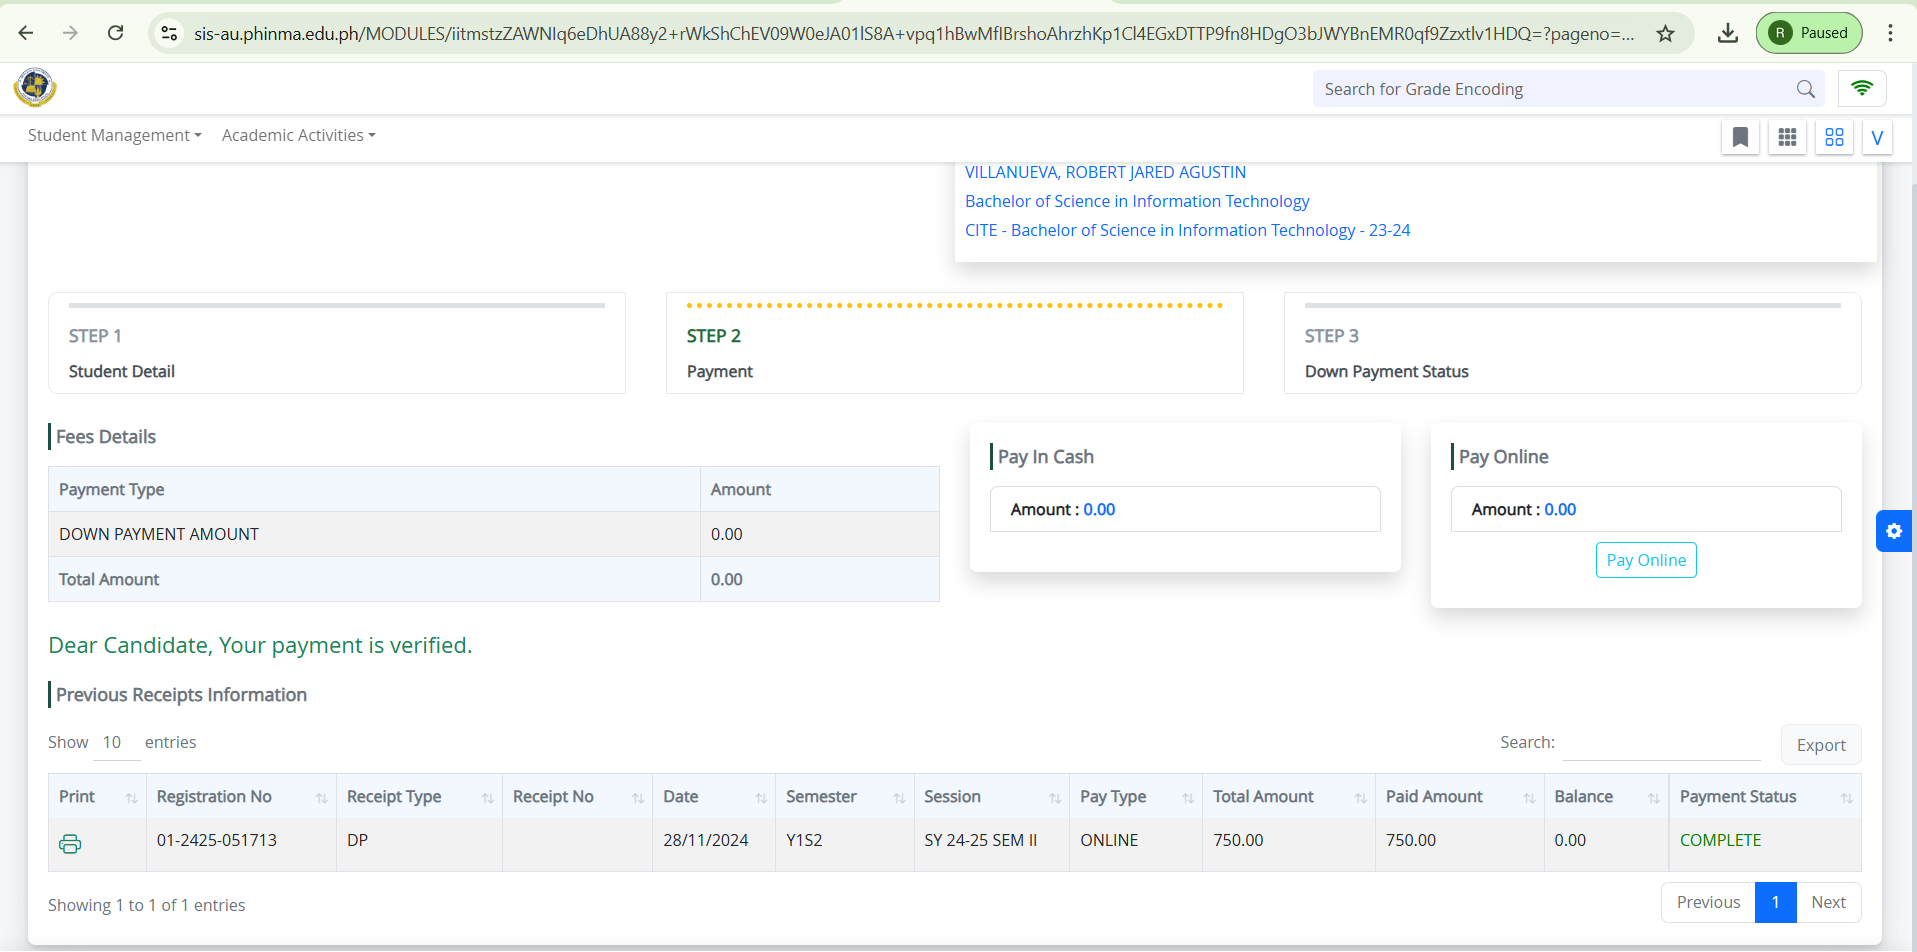 sis-au.phinma.edu.ph/MODULES/iitmstzZAWNIq6eDhUA88y2+rWkShChEV09W0eJA01lS8A+vpq1hBwMfIBrshoAhrzhKp1Cl4EGxDTTP9fn8HDgO3bJWYBnEMR0qf9Zzxtlv1HDQ=?pageno=...
R Paused
Search for Grade Encoding
Student Management Academic Activities
V
VILLANUEVA, ROBERT JARED AGUSTIN
Bachelor of Science in Information Technology
CITE - Bachelor of Science in Information Technology - 23-24
STEP 1
Student Detail
STEP 2
Payment
STEP 3
Down Payment Status
Fees Details
Payment Type Amount
DOWN PAYMENT AMOUNT 0.00
Total Amount 0.00
Pay In Cash
Amount : 0.00
Pay Online
Amount : 0.00
Pay Online
Dear Candidate, Your payment is verified.
Previous Receipts Information
Show 10 entries
Search:
Export
Print Registration No Receipt Type Receipt No Date Semester Session Pay Type Total Amount Paid Amount Balance Payment Status
01-2425-051713 DP 28/11/2024 Y1S2 SY 24-25 SEM II ONLINE 750.00 750.00 0.00 COMPLETE
Showing 1 to 1 of 1 entries
Previous 1 Next